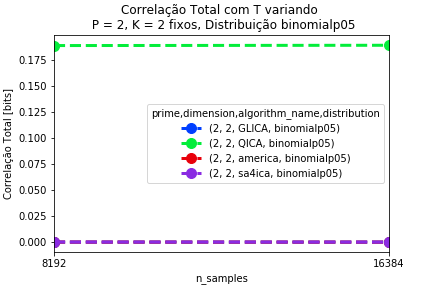 Correlação Total com T variando
P = 2, K = 2 fixos, Distribuição binomialp05
Correlação Total [bits]
0.175
0.150
0.125
0.100
0.075
0.050
0.025
0.000
prime,dimension,algorithm_name,distribution
(2, 2, GLICA, binomialp05)
(2, 2, QICA, binomialp05)
(2, 2, america, binomialp05)
(2, 2, sa4ica, binomialp05)
8192
16384
n_samples